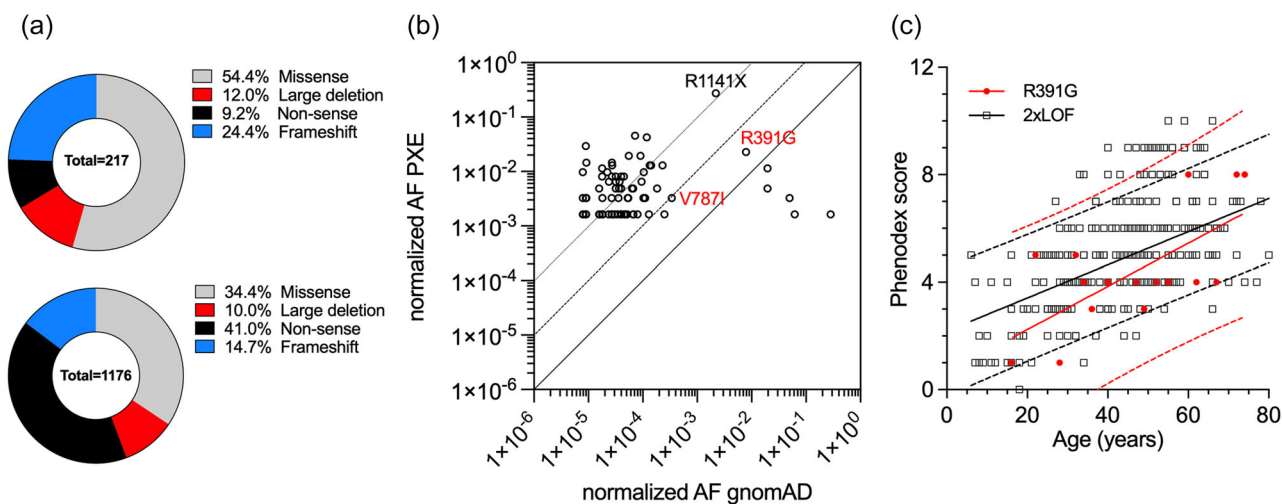 (a)
54.4% Missense
12.0% Large deletion
9.2% Non-sense
24.4% Frameshift
Total=217
34.4% Missense
10.0% Large deletion
41.0% Non-sense
14.7% Frameshift
Total=1176
(b)
normalized AF PXE
1×10⁰
1×10⁻¹
1×10⁻²
1×10⁻³
1×10⁻⁴
1×10⁻⁵
1×10⁻⁶
R1141X
R391G
V787I
1×10⁻⁶
1×10⁻⁵
1×10⁻⁴
1×10⁻³
1×10⁻²
1×10⁻¹
1×10⁰
normalized AF gnomAD
(c)
Phenodex score
12
8
4
0
R391G
2xLOF
0 20 40 60 80
Age (years)